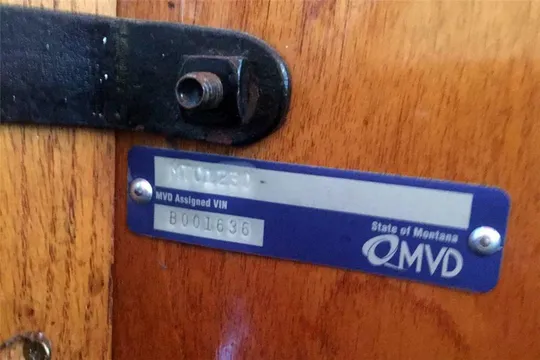 MVD Assigned VIN
B001636
State of Montana
MVD